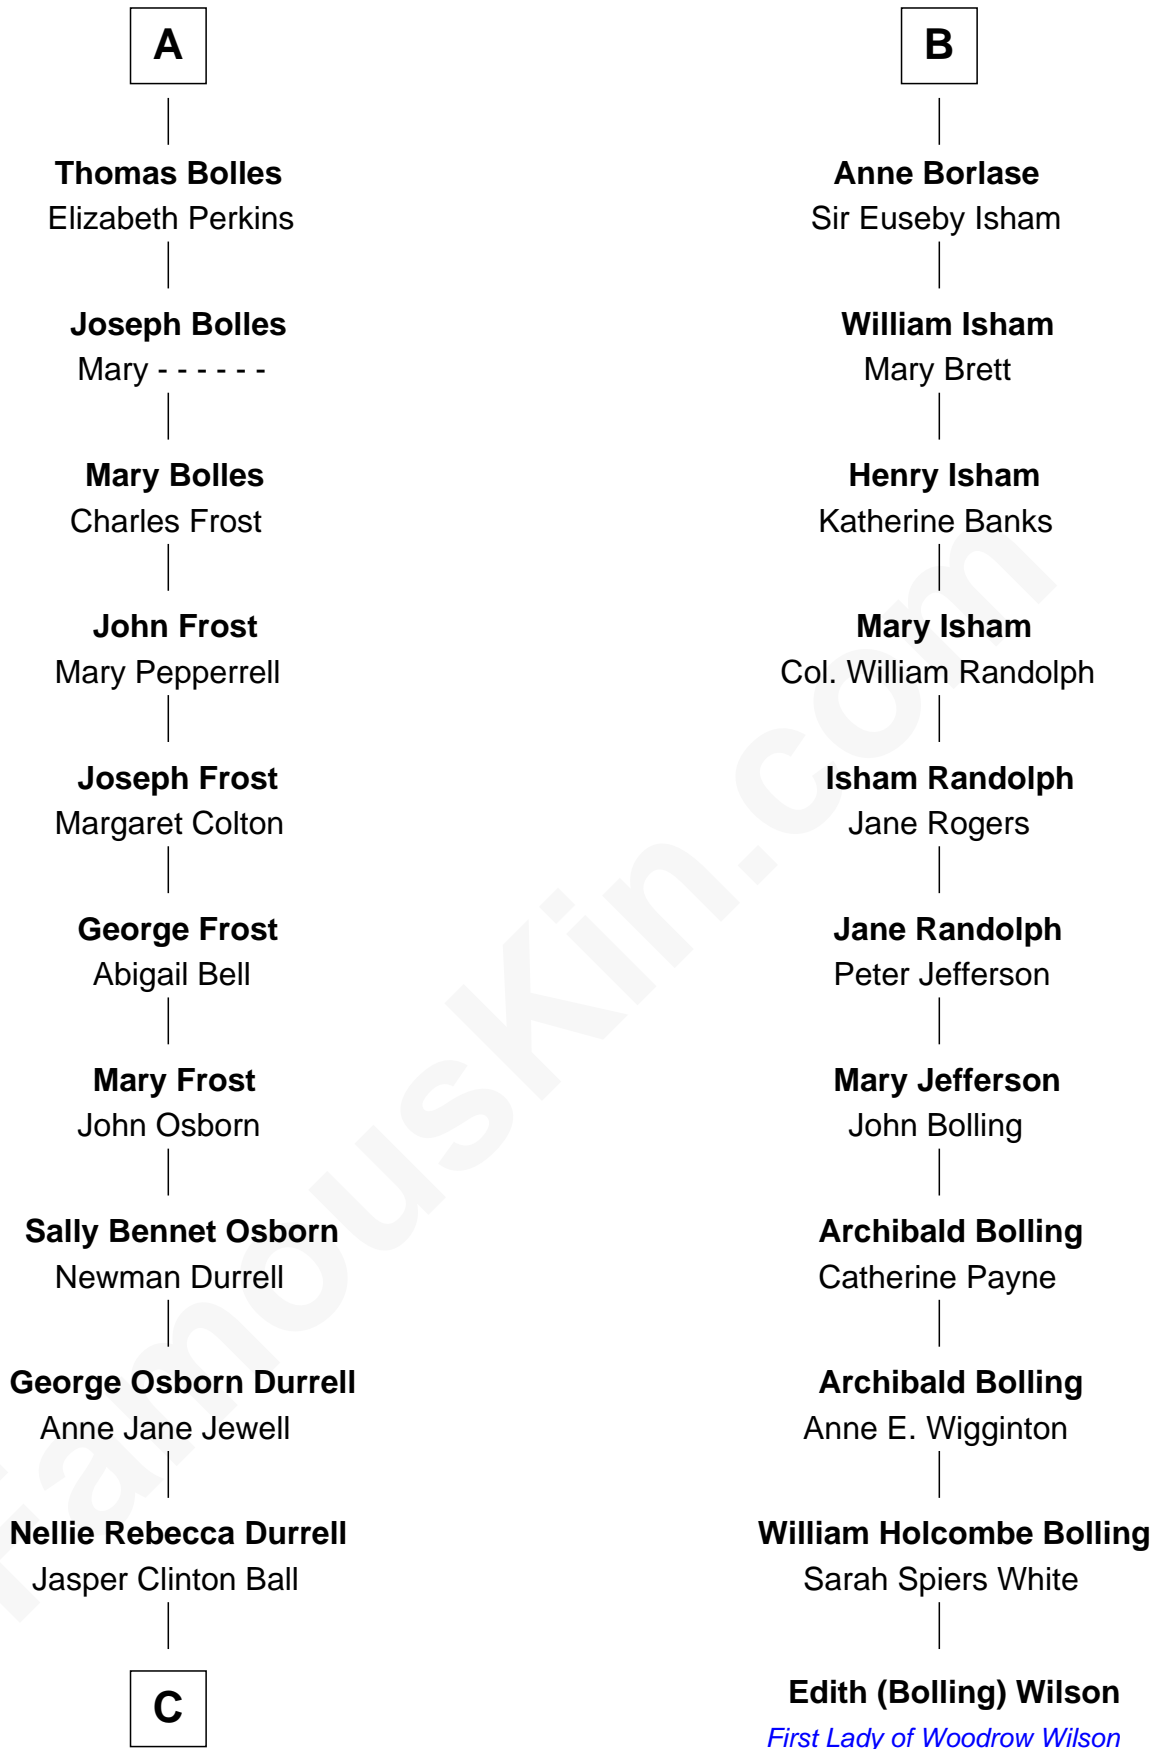 A
Thomas Bolles
Elizabeth Perkins
Joseph Bolles
Mary - - - - - -
Mary Bolles
Charles Frost
John Frost
Mary Pepperrell
Joseph Frost
Margaret Colton
George Frost
Abigail Bell
Mary Frost
John Osborn
Sally Bennet Osborn
Newman Durrell
George Osborn Durrell
Anne Jane Jewell
Nellie Rebecca Durrell
Jasper Clinton Ball
C
B
Anne Borlase
Sir Euseby Isham
William Isham
Mary Brett
Henry Isham
Katherine Banks
Mary Isham
Col. William Randolph
Isham Randolph
Jane Rogers
Jane Randolph
Peter Jefferson
Mary Jefferson
John Bolling
Archibald Bolling
Catherine Payne
Archibald Bolling
Anne E. Wigginton
William Holcombe Bolling
Sarah Spiers White
Edith (Bolling) Wilson
First Lady of Woodrow Wilson
FamousKin.com